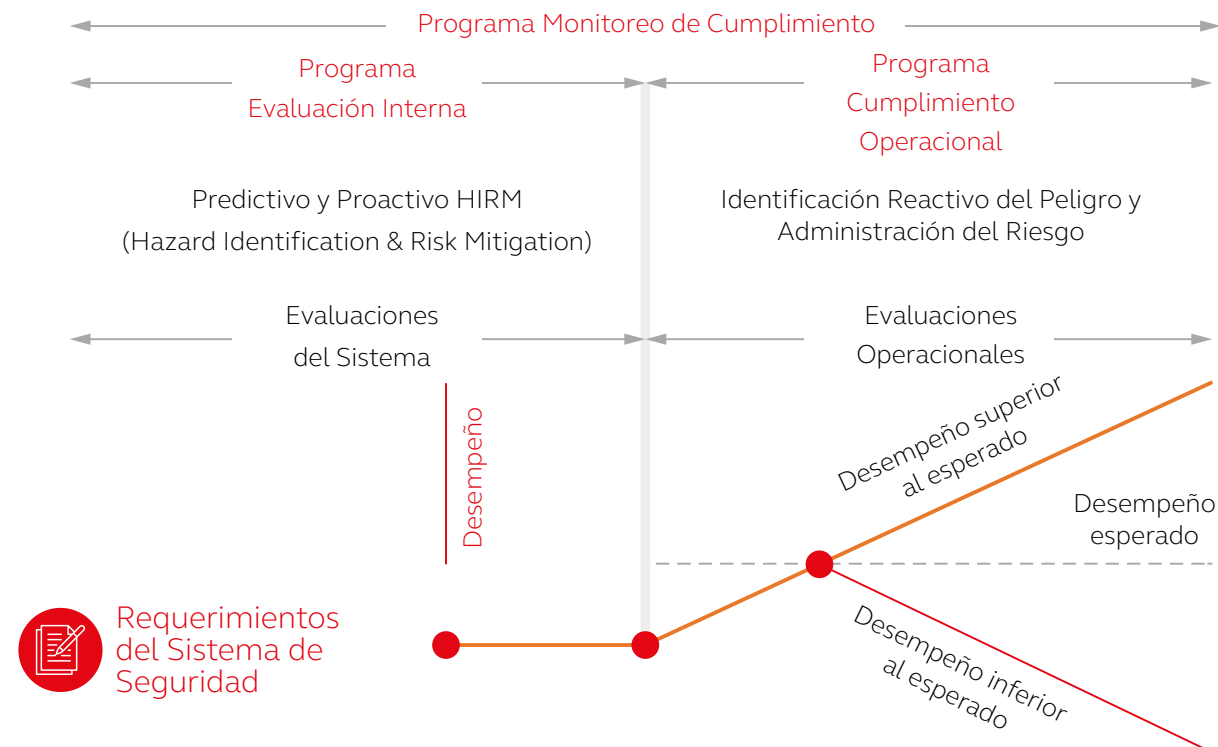 Programa Monitoreo de Cumplimiento
Programa
Evaluación Interna
Programa
Cumplimiento
Operacional
Predictivo y Proactivo HIRM
(Hazard Identification & Risk Mitigation)
Identificación Reactivo del Peligro y
Administración del Riesgo
Evaluaciones
del Sistema
Evaluaciones
Operacionales
Desempeño
Desempeño superior
al esperado
Desempeño
esperado
Requerimientos
del Sistema de
Seguridad
Desempeño inferior
al esperado